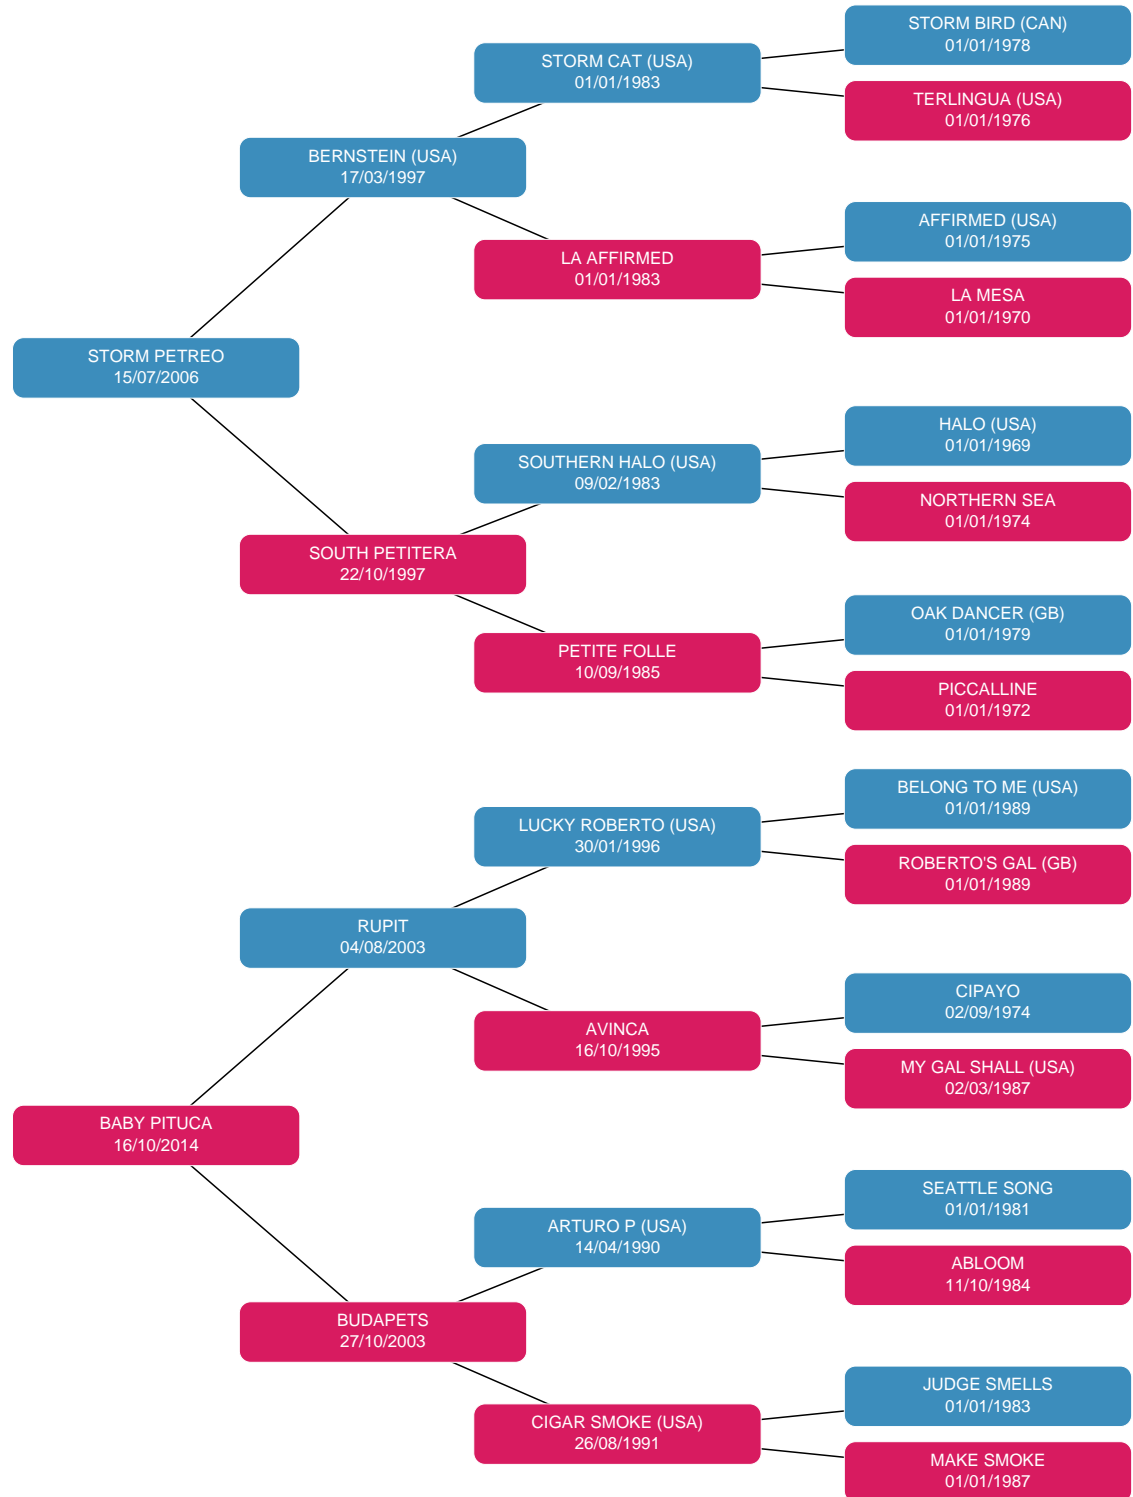 STORM BIRD (CAN)
01/01/1978
STORM CAT (USA)
01/01/1983
TERLINGUA (USA)
01/01/1976
BERNSTEIN (USA)
17/03/1997
AFFIRMED (USA)
01/01/1975
LA AFFIRMED
01/01/1983
LA MESA
01/01/1970
STORM PETREO
15/07/2006
HALO (USA)
01/01/1969
SOUTHERN HALO (USA)
09/02/1983
NORTHERN SEA
01/01/1974
SOUTH PETITERA
22/10/1997
OAK DANCER (GB)
01/01/1979
PETITE FOLLE
10/09/1985
PICCALLINE
01/01/1972
BELONG TO ME (USA)
01/01/1989
LUCKY ROBERTO (USA)
30/01/1996
ROBERTO'S GAL (GB)
01/01/1989
RUPIT
04/08/2003
CIPAYO
02/09/1974
AVINCA
16/10/1995
MY GAL SHALL (USA)
02/03/1987
BABY PITUCA
16/10/2014
SEATTLE SONG
01/01/1981
ARTURO P (USA)
14/04/1990
ABLOOM
11/10/1984
BUDAPETS
27/10/2003
JUDGE SMELLS
01/01/1983
CIGAR SMOKE (USA)
26/08/1991
MAKE SMOKE
01/01/1987